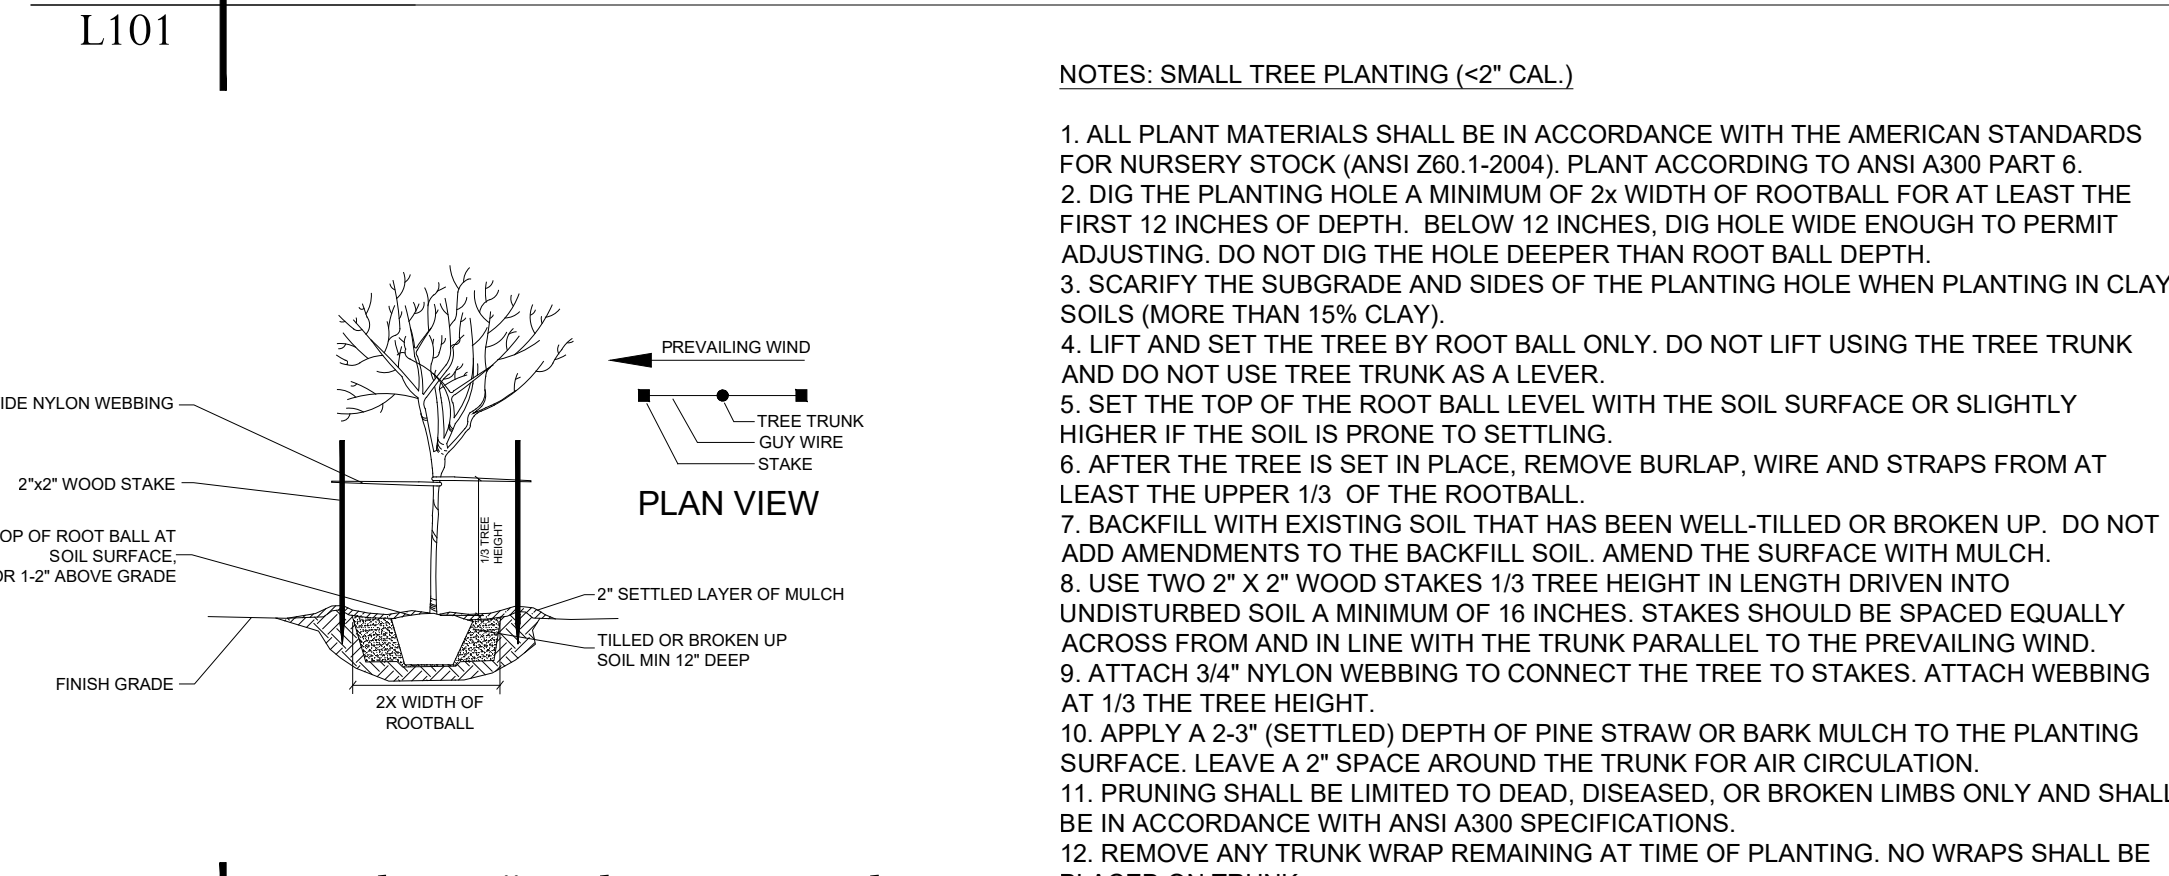 L101
NOTES: SMALL TREE PLANTING (<2" CAL.)
1. ALL PLANT MATERIALS SHALL BE IN ACCORDANCE WITH THE AMERICAN STANDARDS
FOR NURSERY STOCK (ANSI Z60.1-2004). PLANT ACCORDING TO ANSI A300 PART 6.
2. DIG THE PLANTING HOLE A MINIMUM OF 2x WIDTH OF ROOTBALL FOR AT LEAST THE
FIRST 12 INCHES OF DEPTH.  BELOW 12 INCHES, DIG HOLE WIDE ENOUGH TO PERMIT
ADJUSTING. DO NOT DIG THE HOLE DEEPER THAN ROOT BALL DEPTH.
3. SCARIFY THE SUBGRADE AND SIDES OF THE PLANTING HOLE WHEN PLANTING IN CLAY
SOILS (MORE THAN 15% CLAY).
4. LIFT AND SET THE TREE BY ROOT BALL ONLY. DO NOT LIFT USING THE TREE TRUNK
AND DO NOT USE TREE TRUNK AS A LEVER.
5. SET THE TOP OF THE ROOT BALL LEVEL WITH THE SOIL SURFACE OR SLIGHTLY
HIGHER IF THE SOIL IS PRONE TO SETTLING.
6. AFTER THE TREE IS SET IN PLACE, REMOVE BURLAP, WIRE AND STRAPS FROM AT
LEAST THE UPPER 1/3  OF THE ROOTBALL.
7. BACKFILL WITH EXISTING SOIL THAT HAS BEEN WELL-TILLED OR BROKEN UP.  DO NOT
ADD AMENDMENTS TO THE BACKFILL SOIL. AMEND THE SURFACE WITH MULCH.
8. USE TWO 2" X 2" WOOD STAKES 1/3 TREE HEIGHT IN LENGTH DRIVEN INTO
UNDISTURBED SOIL A MINIMUM OF 16 INCHES. STAKES SHOULD BE SPACED EQUALLY
ACROSS FROM AND IN LINE WITH THE TRUNK PARALLEL TO THE PREVAILING WIND.
9. ATTACH 3/4" NYLON WEBBING TO CONNECT THE TREE TO STAKES. ATTACH WEBBING
AT 1/3 THE TREE HEIGHT.
10. APPLY A 2-3" (SETTLED) DEPTH OF PINE STRAW OR BARK MULCH TO THE PLANTING
SURFACE. LEAVE A 2" SPACE AROUND THE TRUNK FOR AIR CIRCULATION.
11. PRUNING SHALL BE LIMITED TO DEAD, DISEASED, OR BROKEN LIMBS ONLY AND SHALL
BE IN ACCORDANCE WITH ANSI A300 SPECIFICATIONS.
12. REMOVE ANY TRUNK WRAP REMAINING AT TIME OF PLANTING. NO WRAPS SHALL BE
PREVAILING WIND
TREE TRUNK
GUY WIRE
STAKE
PLAN VIEW
NYLON WEBBING
2"x2" WOOD STAKE
OF ROOT BALL AT
SOIL SURFACE,
1-2" ABOVE GRADE
1/3 TREE
HEIGHT
2" SETTLED LAYER OF MULCH
TILLED OR BROKEN UP
SOIL MIN 12" DEEP
FINISH GRADE
2X WIDTH OF
ROOTBALL